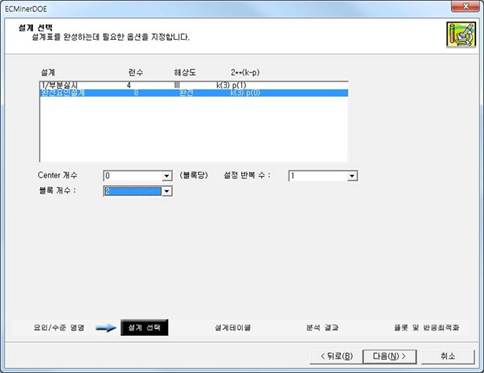 ECMinerDOE
설계 선택
설계표를 완성하는데 필요한 옵션을 지정합니다.
설계 런수 해상도 2**(k-p)
1/부분실시 4 III k(3) p(1)
완전요인설계 8 완전 k(3) p(0)
Center 개수 0 (블록당) 설정 반복 수 : 1
블록 개수 : 2
요인/수준 명명 설계 선택 설계테이블 분석 결과 플롯 및 반응최적화
< 뒤로(B) 다음(N) > 취소